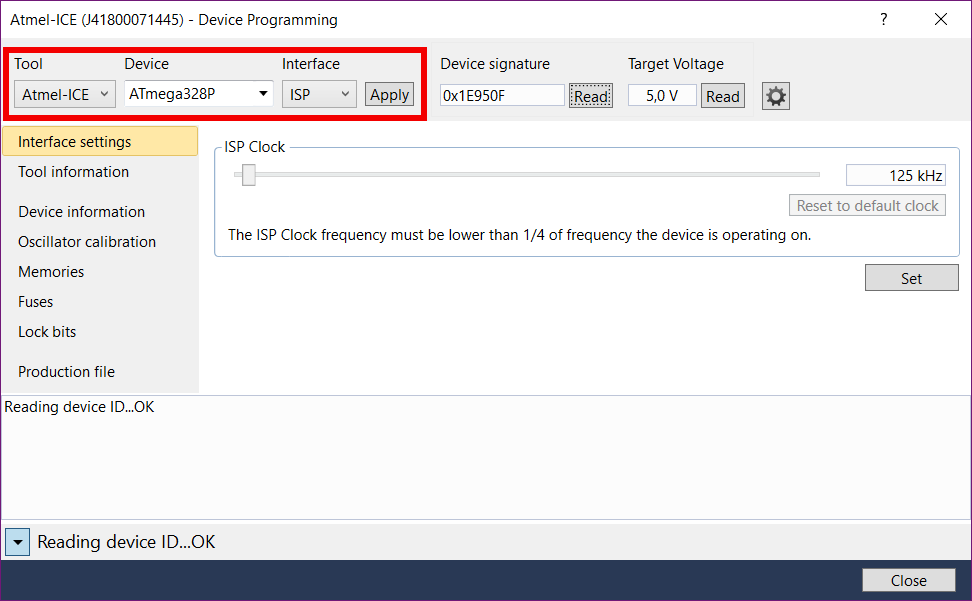 Atmel-ICE (J41800071445) - Device Programming ?
Tool Device Interface Device signature Target Voltage
Atmel-ICE ATmega328P ISP Apply 0x1E950F Read 5,0 V Read
Interface settings
Tool information
Device information
Oscillator calibration
Memories
Fuses
Lock bits
Production file
ISP Clock
125 kHz
Reset to default clock
The ISP Clock frequency must be lower than 1/4 of frequency the device is operating on.
Set
Reading device ID...OK
Reading device ID...OK
Close